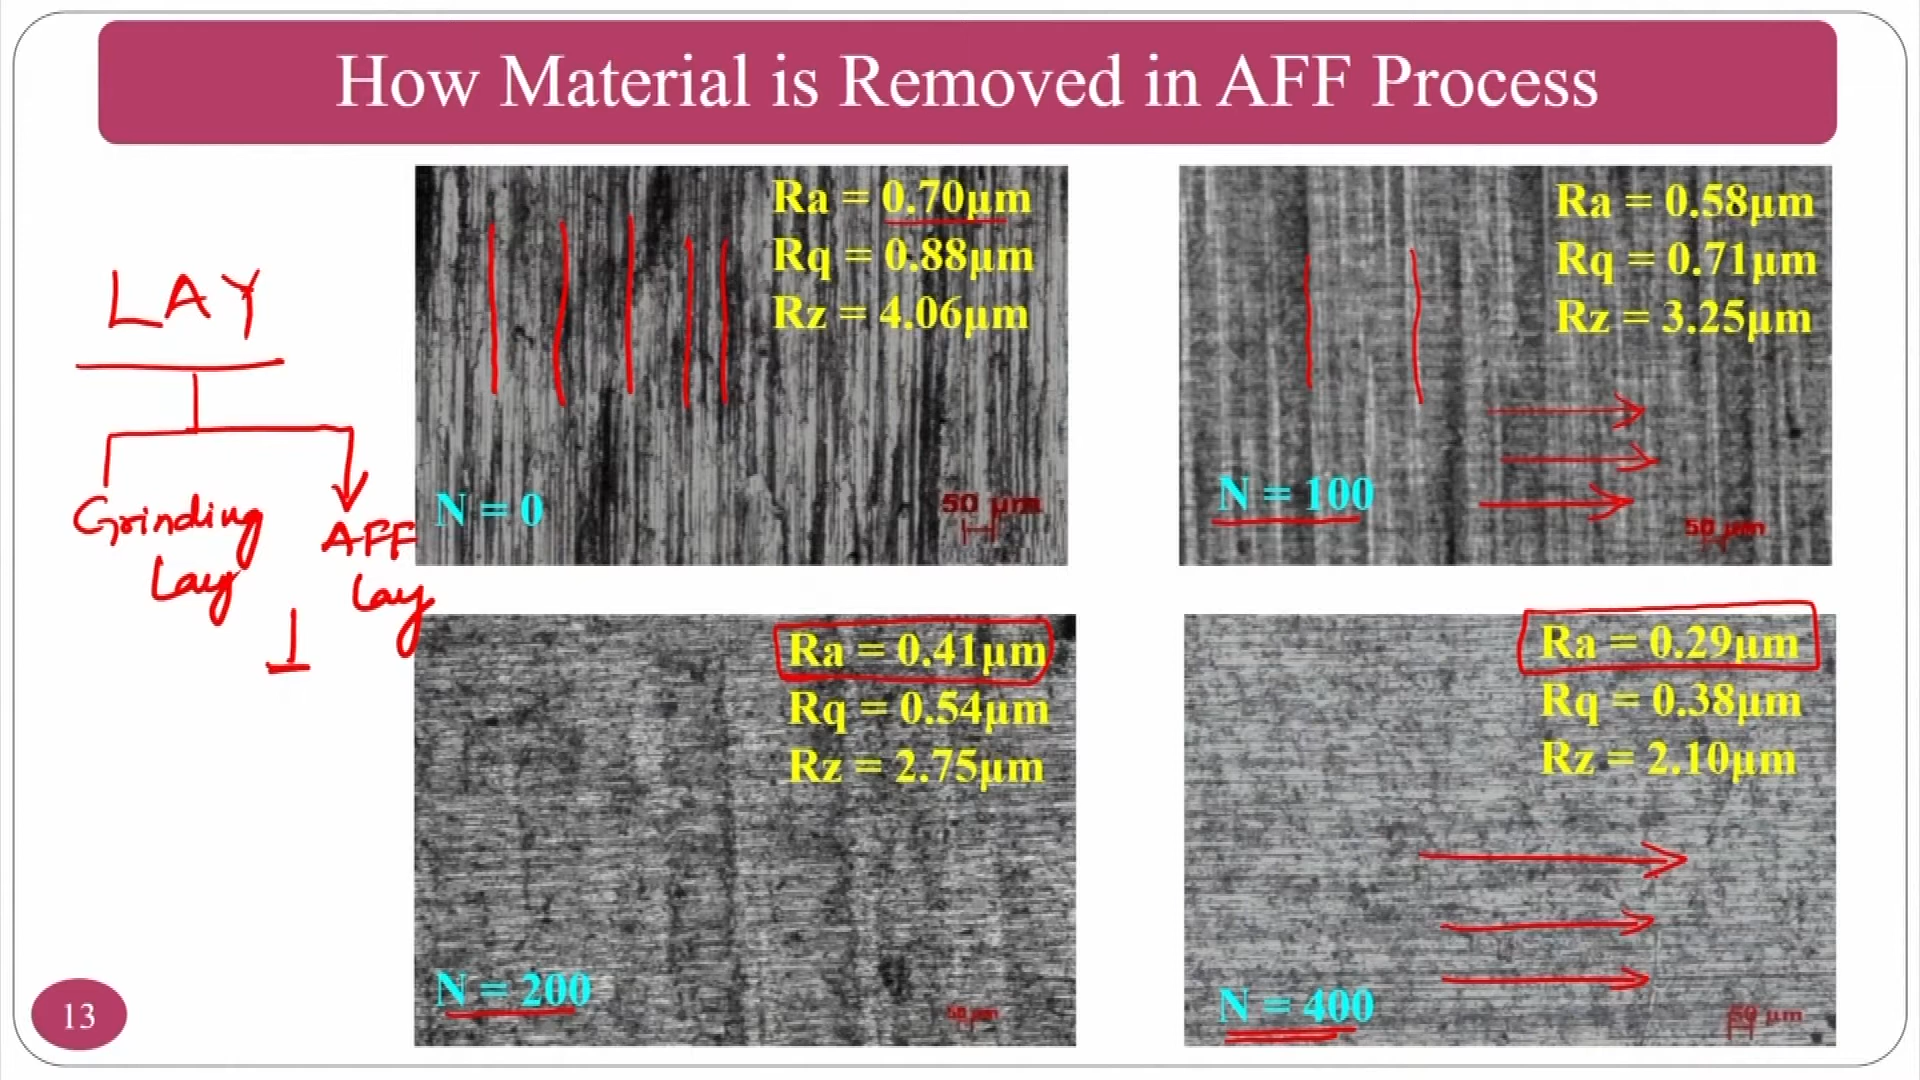 How Material is Removed in AFF Process
LAY
Grinding
Lay
AFF
Lay
Ra = 0.70μm
Rq = 0.88μm
Rz = 4.06μm
N = 0
50 μm
Ra = 0.58μm
Rq = 0.71μm
Rz = 3.25μm
N = 100
50 μm
Ra = 0.41μm
Rq = 0.54μm
Rz = 2.75μm
N = 200
50 μm
Ra = 0.29μm
Rq = 0.38μm
Rz = 2.10μm
N = 400
50 μm
13